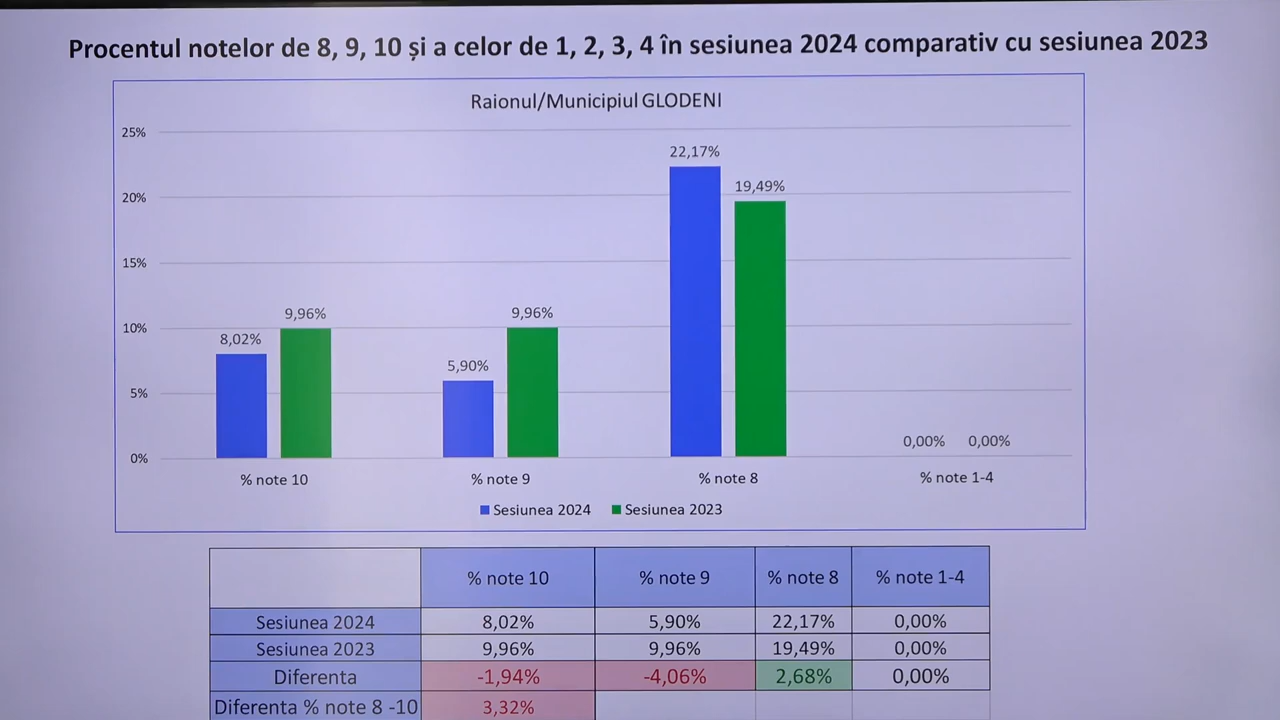 Procentul notelor de 8, 9, 10 și a celor de 1, 2, 3, 4 în sesiunea 2024 comparativ cu sesiunea 2023
Raionul/Municipiul GLODENI
25%
20%
15%
10%
5%
0%
8,02%
9,96%
5,90%
9,96%
22,17%
19,49%
0,00%
0,00%
% note 10
% note 9
% note 8
% note 1-4
Sesiunea 2024
Sesiunea 2023
% note 10 % note 9 % note 8 % note 1-4
Sesiunea 2024 8,02% 5,90% 22,17% 0,00%
Sesiunea 2023 9,96% 9,96% 19,49% 0,00%
Diferenta -1,94% -4,06% 2,68% 0,00%
Diferenta % note 8 -10 3,32%